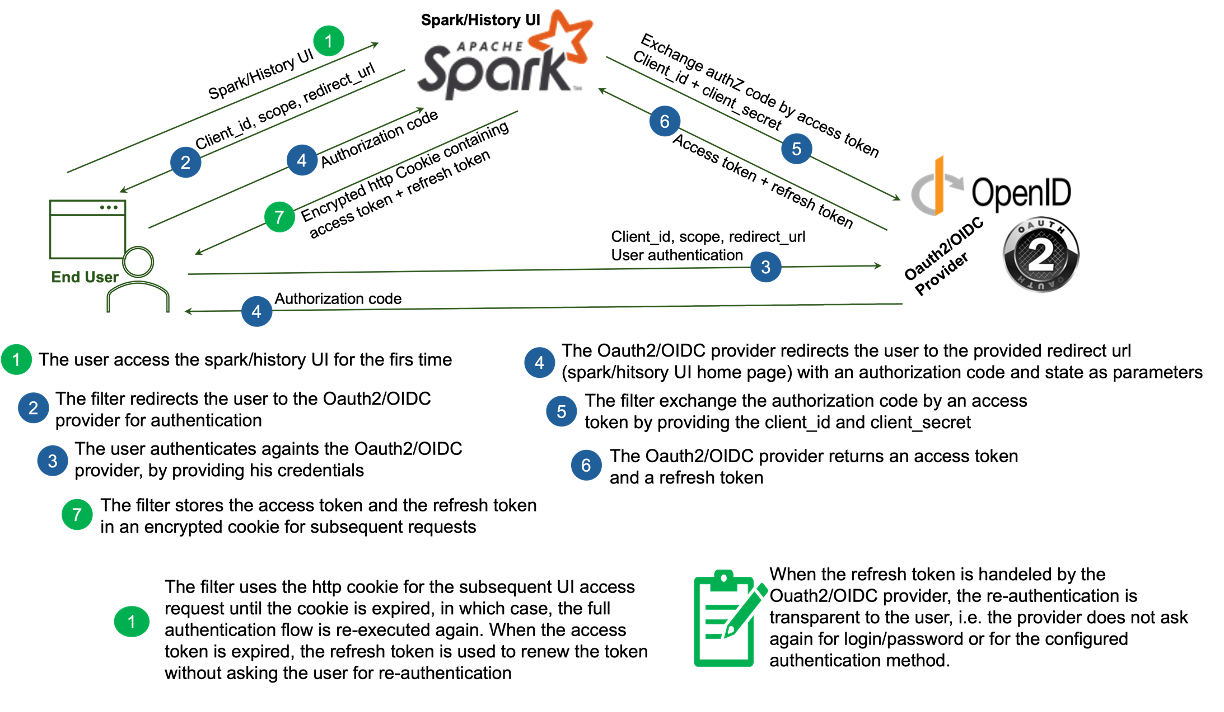 Spark/History UI
APACHE
Spark
TM
1
Spark/History UI
2
Client_id, scope, redirect_url
4
Authorization code
7
Encrypted http Cookie containing
access token + refresh token
Exchange authZ code by access token
Client_id + client_secret
5
6
Access token + refresh token
OpenID
Oauth2/OIDC
Provider
OAUTH
2
OAUTH
End User
Client_id, scope, redirect_url
User authentication
3
4
Authorization code
1
The user access the spark/history UI for the firs time
2
The filter redirects the user to the Oauth2/OIDC
provider for authentication
3
The user authenticates againts the Oauth2/OIDC
provider, by providing his credentials
7
The filter stores the access token and the refresh token
in an encrypted cookie for subsequent requests
4
The Oauth2/OIDC provider redirects the user to the provided redirect url
(spark/hitsory UI home page) with an authorization code and state as parameters
5
The filter exchange the authorization code by an access
token by providing the client_id and client_secret
6
The Oauth2/OIDC provider returns an access token
and a refresh token
1
The filter uses the http cookie for the subsequent UI access
request until the cookie is expired, in which case, the full
authentication flow is re-executed again. When the access
token is expired, the refresh token is used to renew the token
without asking the user for re-authentication
When the refresh token is handeled by the
Ouath2/OIDC provider, the re-authentication is
transparent to the user, i.e. the provider does not ask
again for login/password or for the configured
authentication method.